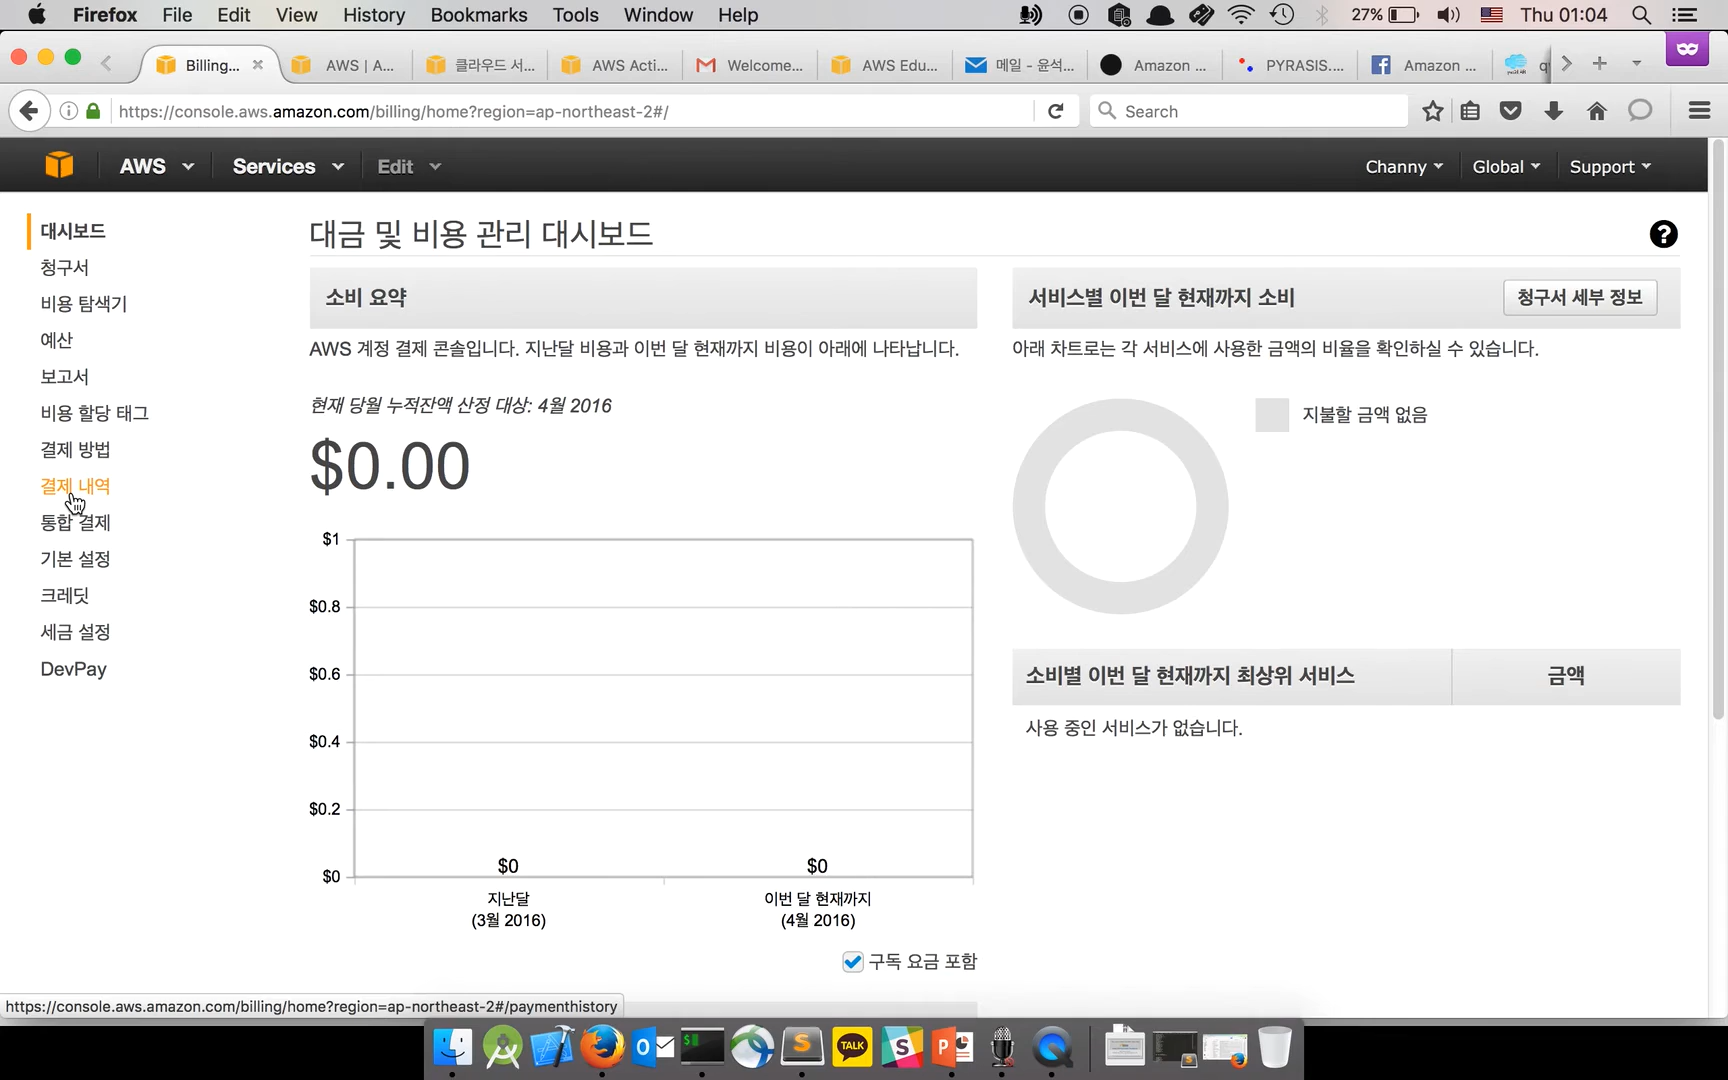 Firefox File Edit View History Bookmarks Tools Window Help 27% Thu 01:04
Billing... AWS | A... 클라우드 서... AWS Acti... Welcome... AWS Edu... 메일 - 윤석... Amazon ... PYRASIS.... Amazon ...
https://console.aws.amazon.com/billing/home?region=ap-northeast-2#/ Search
AWS Services Edit Channy Global Support
대시보드
청구서
비용 탐색기
예산
보고서
비용 할당 태그
결제 방법
결제 내역
통합 결제
기본 설정
크레딧
세금 설정
DevPay
대금 및 비용 관리 대시보드
소비 요약
AWS 계정 결제 콘솔입니다. 지난달 비용과 이번 달 현재까지 비용이 아래에 나타납니다.
현재 당월 누적잔액 산정 대상: 4월 2016
$0.00
$1
$0.8
$0.6
$0.4
$0.2
$0
$0 $0
지난달 이번 달 현재까지
(3월 2016) (4월 2016)
구독 요금 포함
서비스별 이번 달 현재까지 소비 청구서 세부 정보
아래 차트로는 각 서비스에 사용한 금액의 비율을 확인하실 수 있습니다.
지불할 금액 없음
소비별 이번 달 현재까지 최상위 서비스 금액
사용 중인 서비스가 없습니다.
https://console.aws.amazon.com/billing/home?region=ap-northeast-2#/paymenthistory
TALK